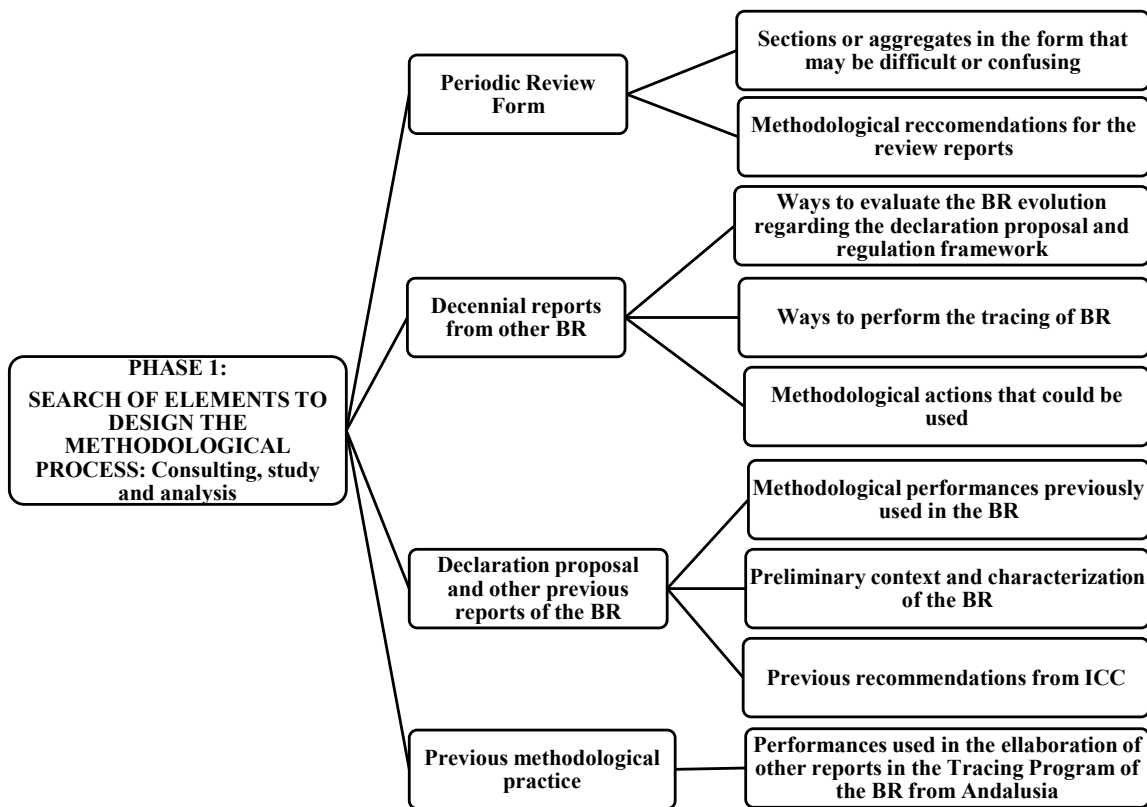 PHASE 1:
SEARCH OF ELEMENTS TO
DESIGN THE
METHODOLOGICAL
PROCESS: Consulting, study
and analysis
Periodic Review
Form
Sections or aggregates in the form that
may be difficult or confusing
Methodological reccomendations for the
review reports
Decennial reports
from other BR
Ways to evaluate the BR evolution
regarding the declaration proposal and
regulation framework
Ways to perform the tracing of BR
Methodological actions that could be
used
Declaration proposal
and other previous
reports of the BR
Methodological performances previously
used in the BR
Preliminary context and characterization
of the BR
Previous recommendations from ICC
Previous methodological
practice
Performances used in the ellaboration of
other reports in the Tracing Program of
the BR from Andalusia